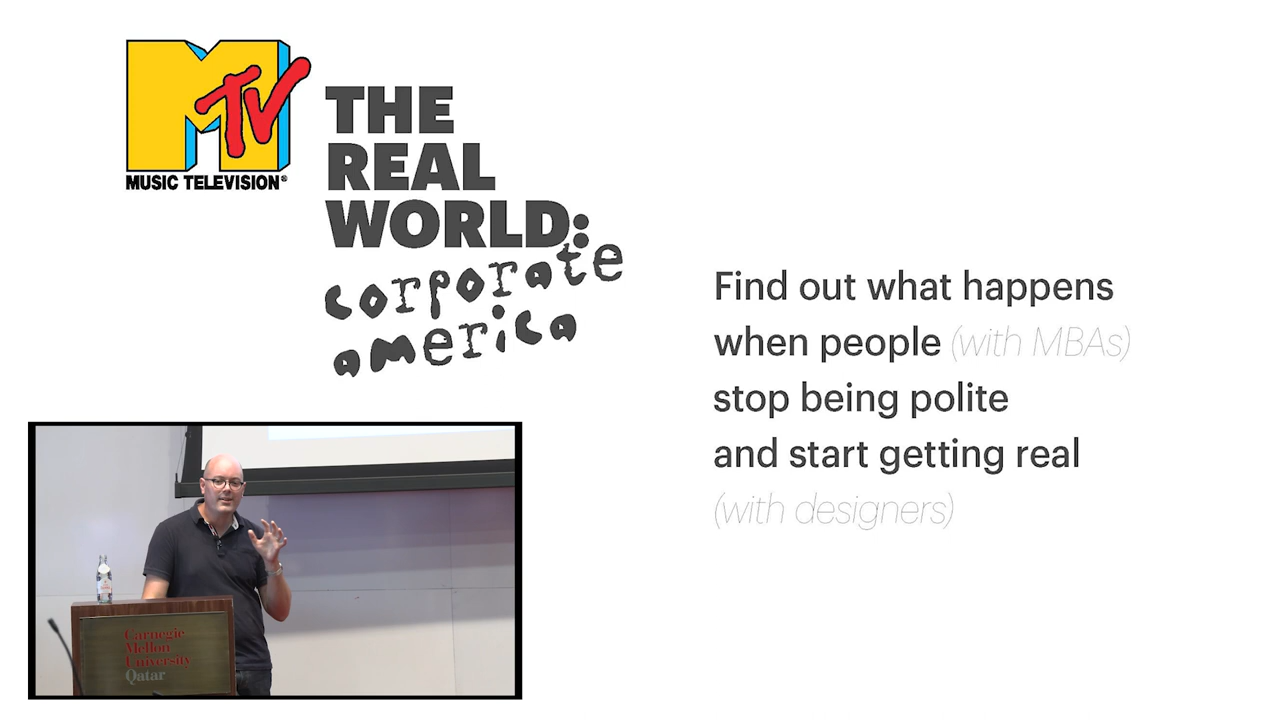 MTV
MUSIC TELEVISION®
THE
REAL
WORLD:
corporate
america
Find out what happens
when people (with MBAs)
stop being polite
and start getting real
(with designers)
Carnegie
Mellon
University
Qatar